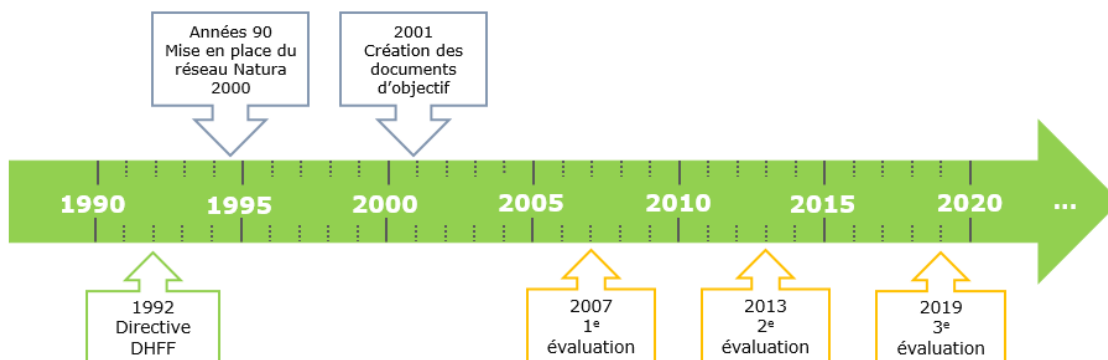 Années 90
Mise en place du
réseau Natura
2000
2001
Création des
documents
d'objectif
1990
1995
2000
2005
2010
2015
2020
...
1992
Directive
DHFF
2007
1e
évaluation
2013
2e
évaluation
2019
3e
évaluation